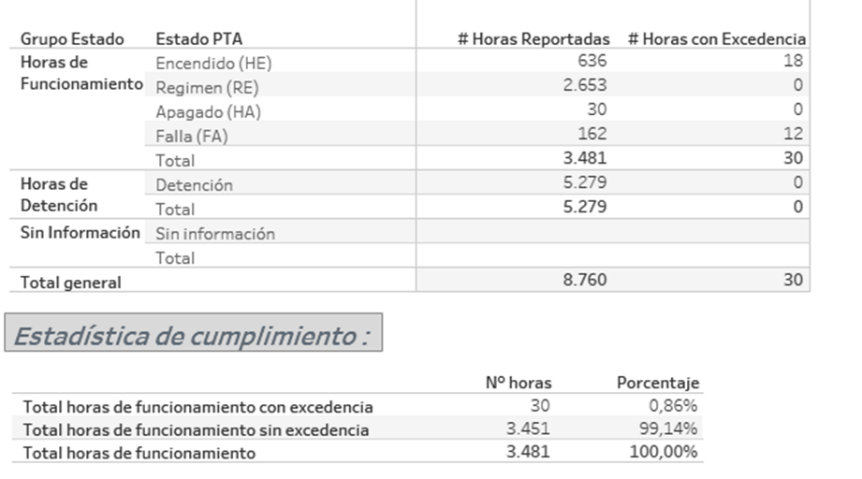 Grupo Estado Estado PTA # Horas Reportadas # Horas con Excedencia
Horas de Encendido (HE) 636 18
Funcionamiento Regimen (RE) 2.653 0
Apagado (HA) 30 0
Falla (FA) 162 12
Total 3.481 30
Horas de Detención 5.279 0
Detención Total 5.279 0
Sin Información Sin información
Total
Total general 8.760 30
Estadística de cumplimiento :
Nº horas Porcentaje
Total horas de funcionamiento con excedencia 30 0,86%
Total horas de funcionamiento sin excedencia 3.451 99,14%
Total horas de funcionamiento 3.481 100,00%